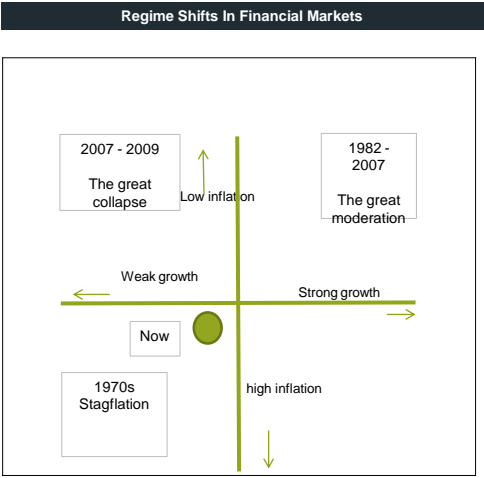 Regime Shifts In Financial Markets
2007 - 2009
The great
collapse
1982 -
2007
The great
moderation
Low inflation
Weak growth
Strong growth
Now
1970s
Stagflation
high inflation